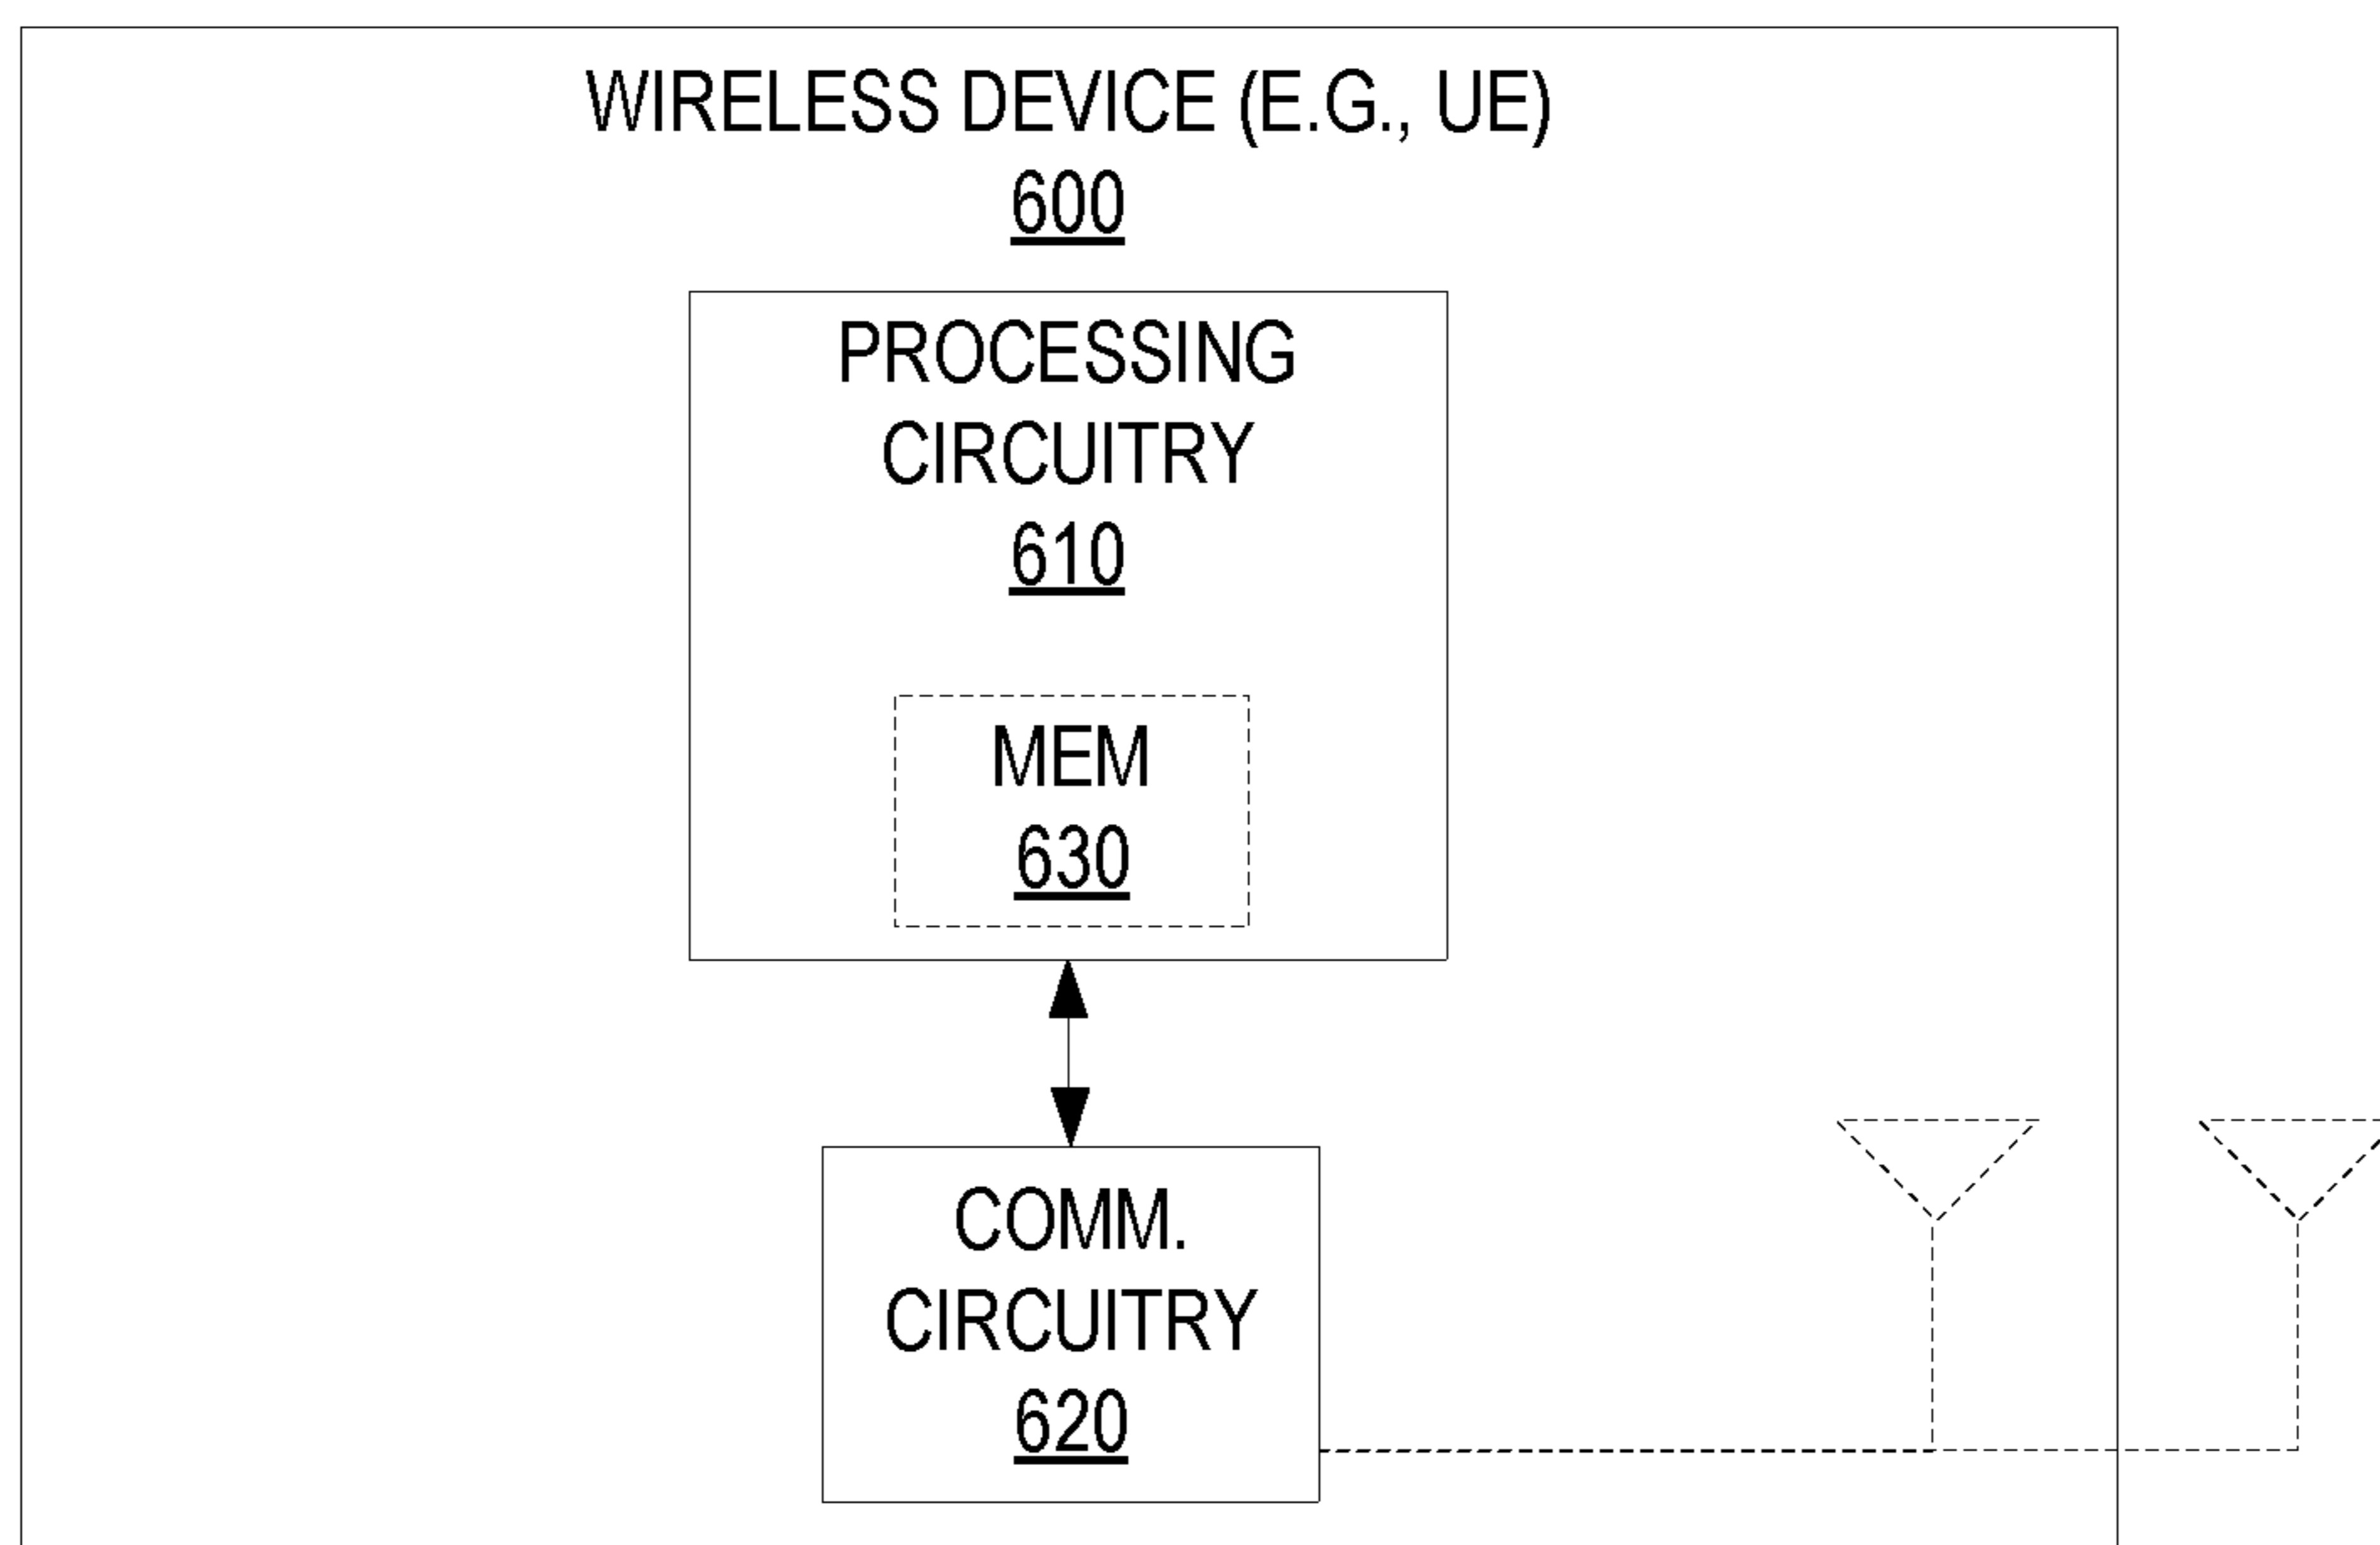 WIRELESS DEVICE (E.G., UE)
600
PROCESSING
CIRCUITRY
610
MEM
630
COMM.
CIRCUITRY
620